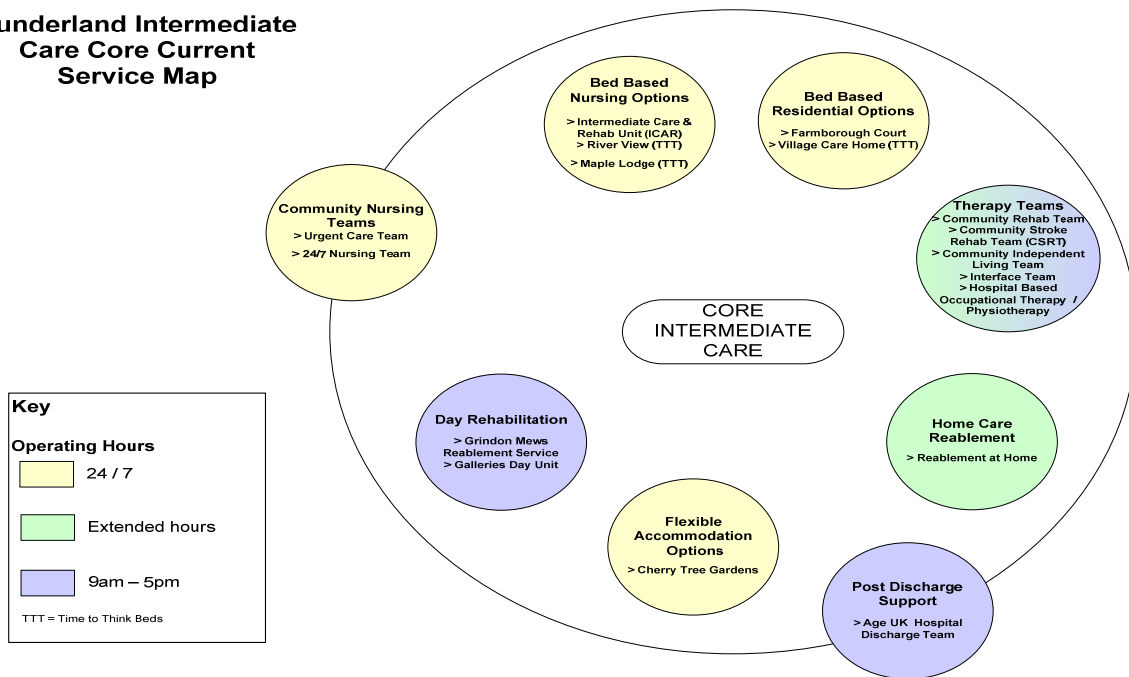 underland Intermediate
Care Core Current
Service Map
Bed Based
Nursing Options
> Intermediate Care &
Rehab Unit (ICAR)
> River View (TTT)
> Maple Lodge (TTT)
Bed Based
Residential Options
> Farmborough Court
> Village Care Home (TTT)
Community Nursing
Teams
> Urgent Care Team
> 24/7 Nursing Team
Therapy Teams
> Community Rehab Team
> Community Stroke
Rehab Team (CSRT)
> Community Independent
Living Team
> Interface Team
> Hospital Based
Occupational Therapy /
Physiotherapy
CORE
INTERMEDIATE
CARE
Day Rehabilitation
> Grindon Mews
Reablement Service
> Galleries Day Unit
Home Care
Reablement
> Reablement at Home
Flexible
Accommodation
Options
> Cherry Tree Gardens
Post Discharge
Support
> Age UK Hospital
Discharge Team
Key
Operating Hours
24 / 7
Extended hours
9am – 5pm
TTT = Time to Think Beds